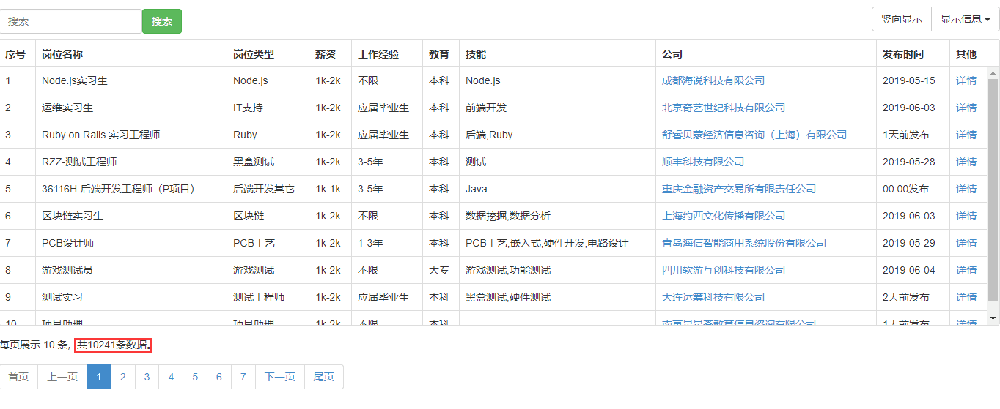 搜索 搜索 竖向显示 显示信息
序号 岗位名称 岗位类型 薪资 工作经验 教育 技能 公司 发布时间 其他
1 Node.js实习生 Node.js 1k-2k 不限 本科 Node.js 成都海说科技有限公司 2019-05-15 详情
2 运维实习生 IT支持 1k-2k 应届毕业生 本科 前端开发 北京奇艺世纪科技有限公司 2019-06-03 详情
3 Ruby on Rails 实习工程师 Ruby 1k-2k 应届毕业生 本科 后端,Ruby 舒睿贝蒙经济信息咨询（上海）有限公司 1天前发布 详情
4 RZZ-测试工程师 黑盒测试 1k-2k 3-5年 本科 测试 顺丰科技有限公司 2019-05-28 详情
5 36116H-后端开发工程师（P项目） 后端开发其它 1k-1k 3-5年 本科 Java 重庆金融资产交易所有限责任公司 00:00发布 详情
6 区块链实习生 区块链 1k-2k 不限 本科 数据挖掘,数据分析 上海约西文化传播有限公司 2019-06-03 详情
7 PCB设计师 PCB工艺 1k-2k 1-3年 本科 PCB工艺,嵌入式,硬件开发,电路设计 青岛海信智能商用系统股份有限公司 2019-05-29 详情
8 游戏测试员 游戏测试 1k-2k 不限 大专 游戏测试,功能测试 四川软游互创科技有限公司 2019-06-04 详情
9 测试实习 测试工程师 1k-2k 应届毕业生 本科 黑盒测试,硬件测试 大连运筹科技有限公司 2天前发布 详情
10 项目助理 项目助理 1k-2k 不限 本科 1天前发布 详情
每页展示 10 条, 共10241条数据。
首页 上一页 1 2 3 4 5 6 7 下一页 尾页